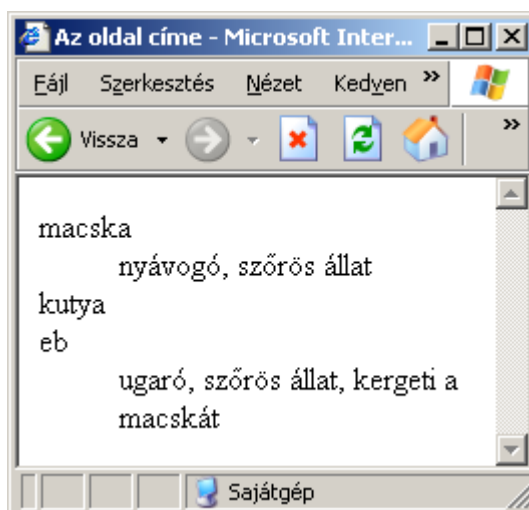 Az oldal címe - Microsoft Inter...
Fájl Szerkesztés Nézet Kedven »
Vissza »
macska
nyávogó, szőrös állat
kutya
eb
ugaró, szőrös állat, kergeti a
macskát
Sajátgép